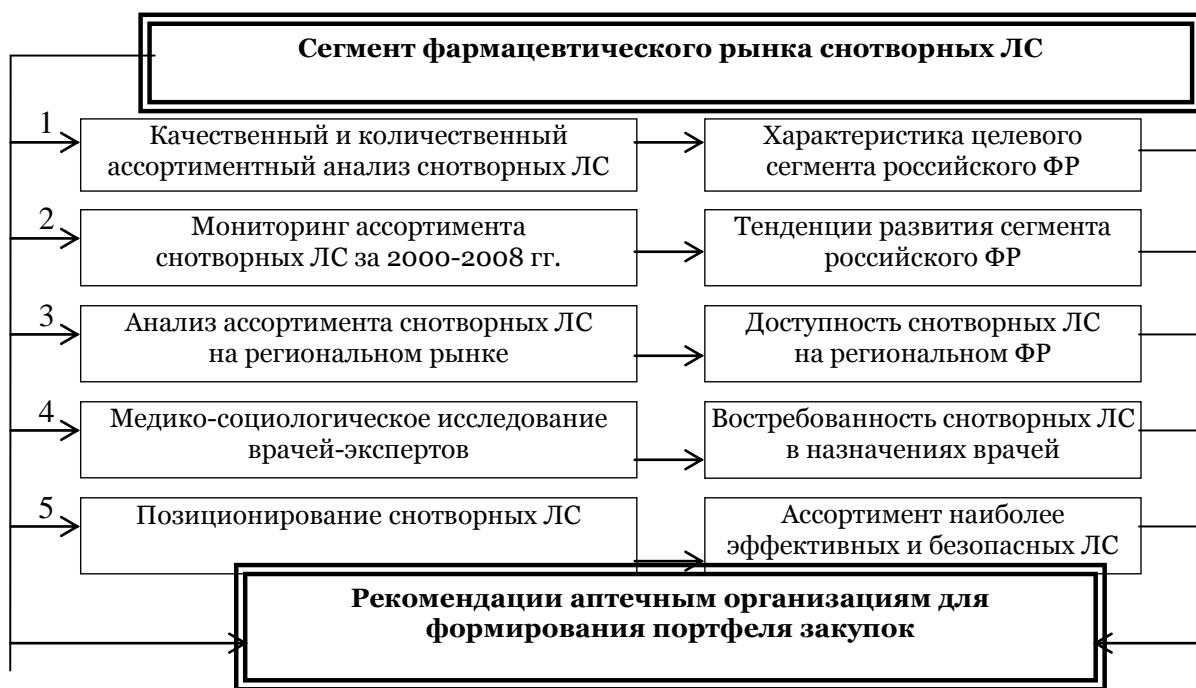 Сегмент фармацевтического рынка снотворных ЛС
1
Качественный и количественный
ассортиментный анализ снотворных ЛС
Характеристика целевого
сегмента российского ФР
2
Мониторинг ассортимента
снотворных ЛС за 2000-2008 гг.
Тенденции развития сегмента
российского ФР
3
Анализ ассортимента снотворных ЛС
на региональном рынке
Доступность снотворных ЛС
на региональном ФР
4
Медико-социологическое исследование
врачей-экспертов
Востребованность снотворных ЛС
в назначениях врачей
5
Позиционирование снотворных ЛС
Ассортимент наиболее
эффективных и безопасных ЛС
Рекомендации аптечным организациям для
формирования портфеля закупок